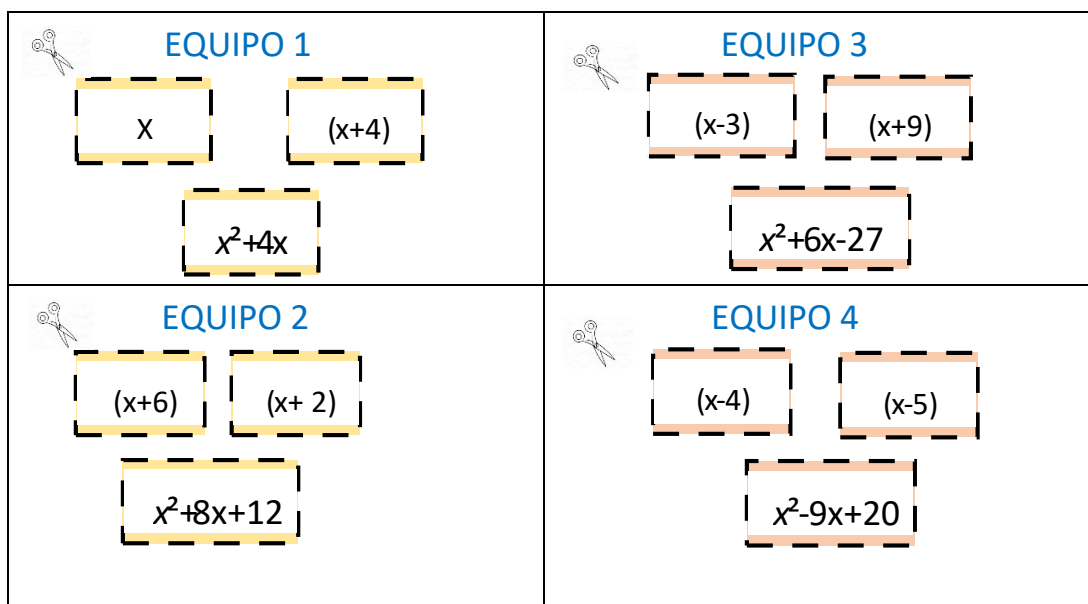 EQUIPO 1
X
(x+4)
x²+4x
EQUIPO 3
(x-3)
(x+9)
x²+6x-27
EQUIPO 2
(x+6)
(x+ 2)
x²+8x+12
EQUIPO 4
(x-4)
(x-5)
x²-9x+20